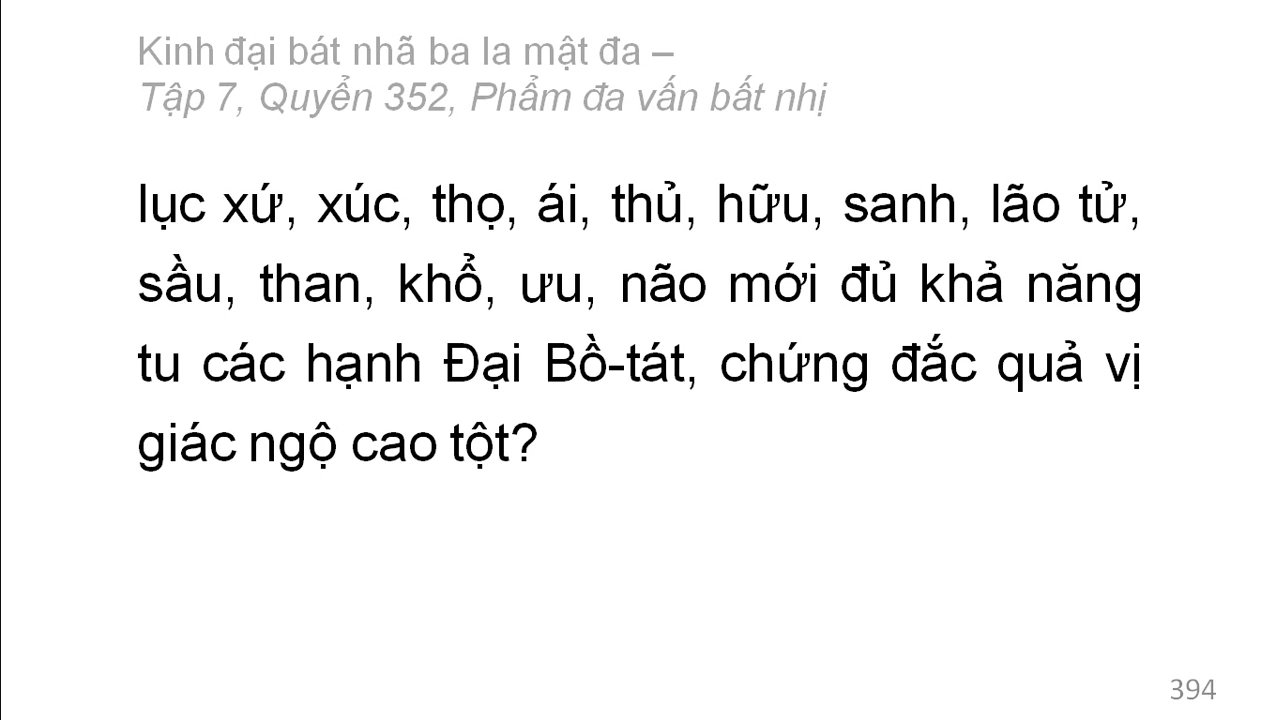 Kinh đại bát nhã ba la mật đa –
Tập 7, Quyển 352, Phẩm đa vấn bất nhị
lục xứ, xúc, thọ, ái, thủ, hữu, sanh, lão tử,
sầu, than, khổ, ưu, não mới đủ khả năng
tu các hạnh Đại Bồ-tát, chứng đắc quả vị
giác ngộ cao tột?
394